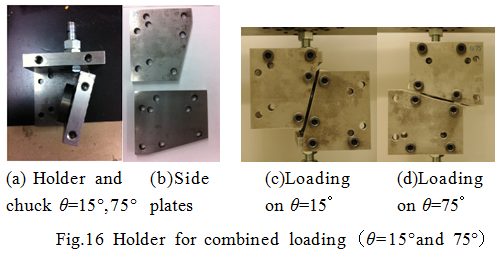 (a) Holder and
chuck θ=15°,75°
(b)Side
plates
(c)Loading
on θ=15°
(d)Loading
on θ=75°
Fig.16 Holder for combined loading (θ=15°and 75°)